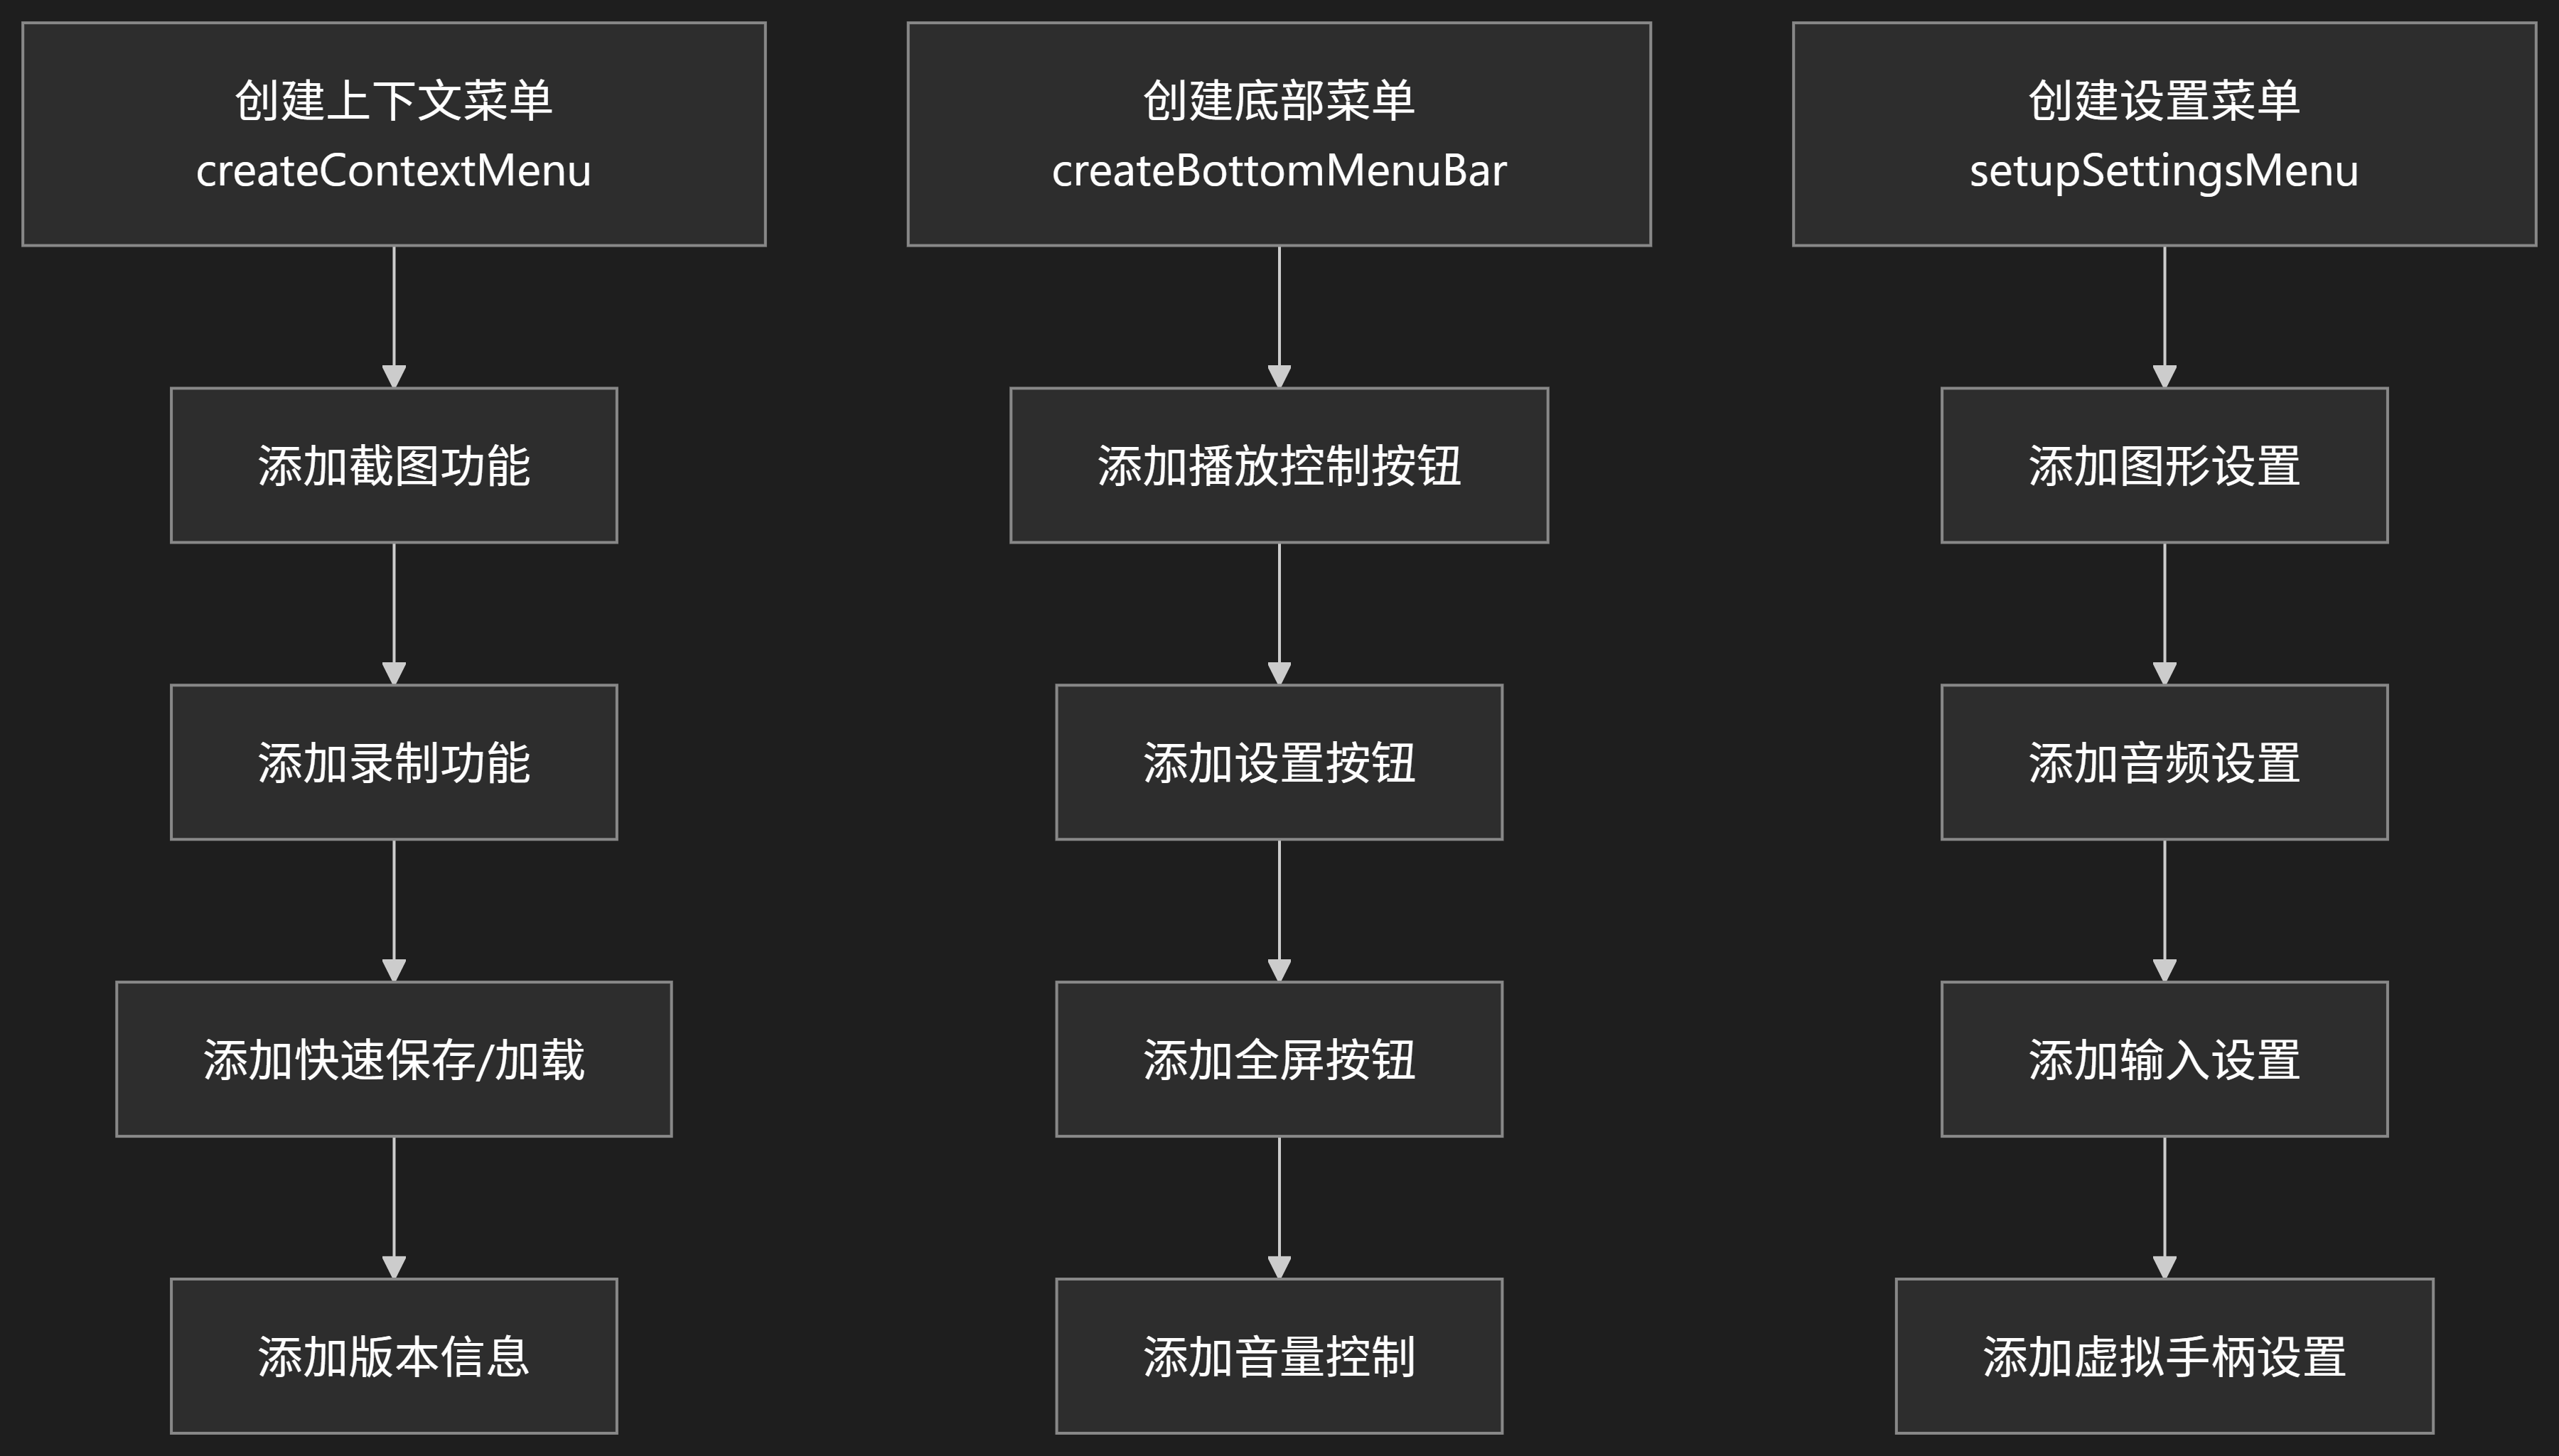 创建上下文菜单
createContextMenu
添加截图功能
添加录制功能
添加快速保存/加载
添加版本信息
创建底部菜单
createBottomMenuBar
添加播放控制按钮
添加设置按钮
添加全屏按钮
添加音量控制
创建设置菜单
setupSettingsMenu
添加图形设置
添加音频设置
添加输入设置
添加虚拟手柄设置